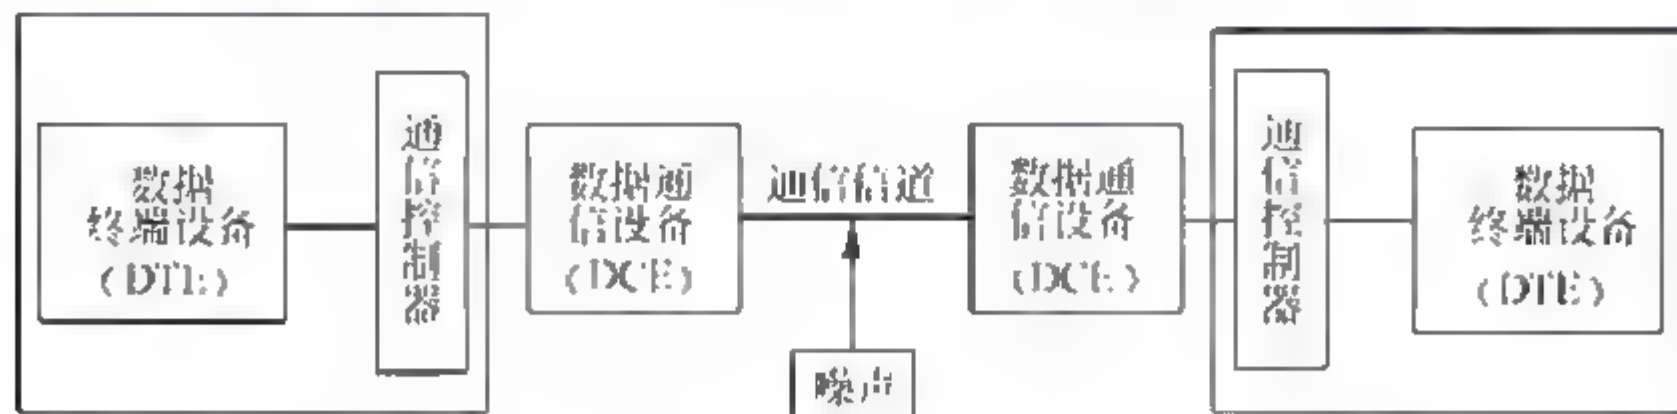 数据
终端设备
(DTE)
通信控制器
数据通
信设备
(DCE)
通信信道
噪声
数据通
信设备
(DCE)
通信控制器
数据
终端设备
(DTE)